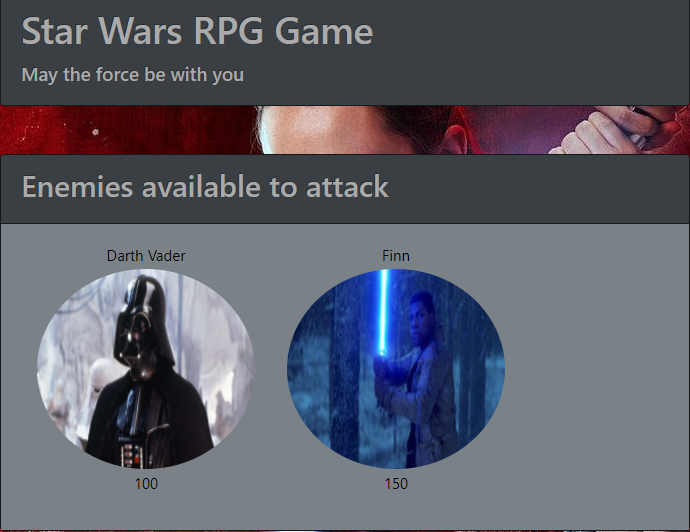 Star Wars RPG Game
May the force be with you
Enemies available to attack
Darth Vader
Finn
100
150